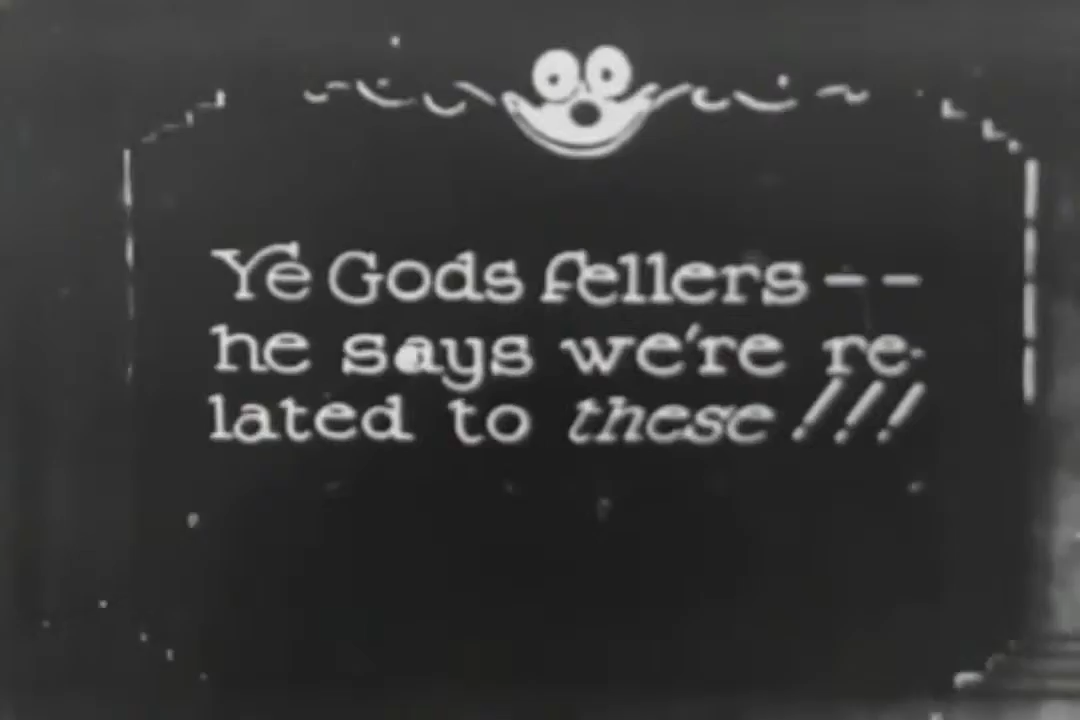 Ye Gods fellers --
he says we're re-
lated to these!!!